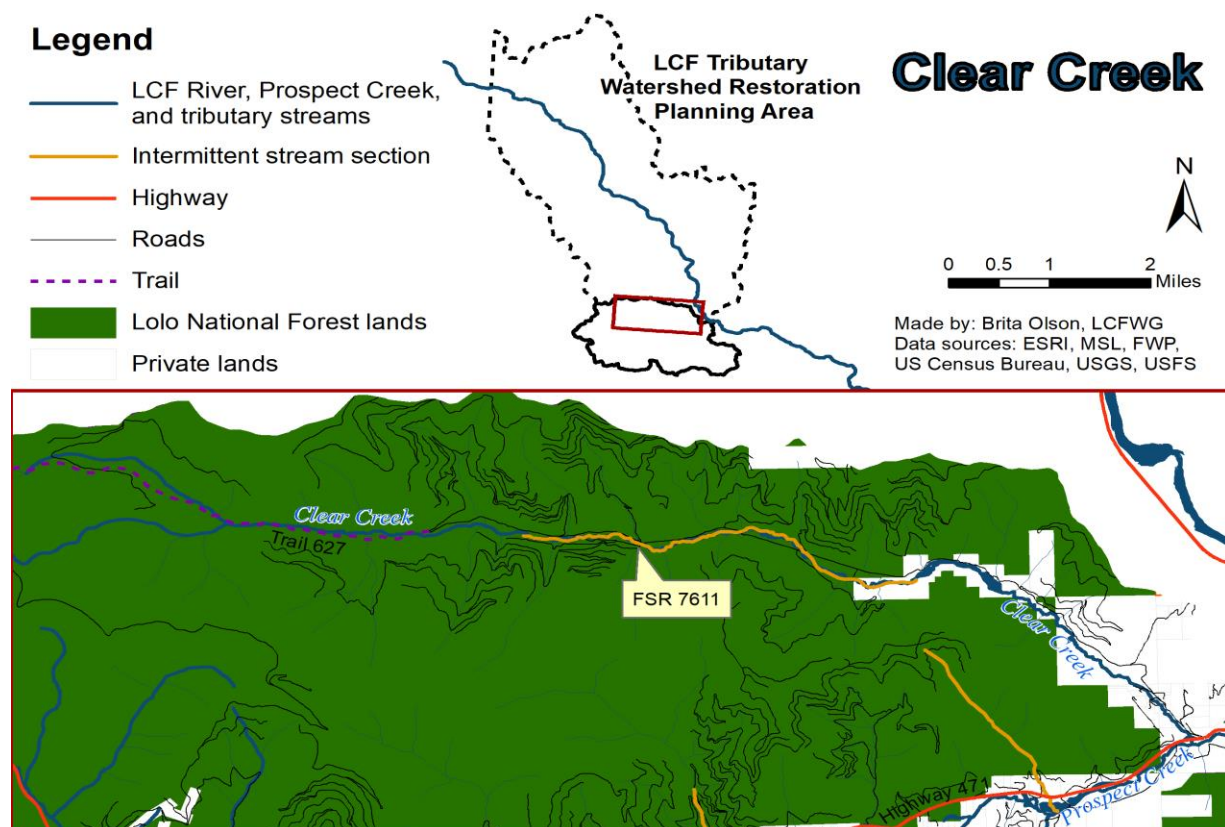 Legend
LCF River, Prospect Creek,
and tributary streams
Intermittent stream section
Highway
Roads
Trail
Lolo National Forest lands
Private lands
LCF Tributary
Watershed Restoration
Planning Area
Clear Creek
N
0 0.5 1 2
Miles
Made by: Brita Olson, LCFWG
Data sources: ESRI, MSL, FWP,
US Census Bureau, USGS, USFS
Clear Creek
Trail 627
FSR 7611
Clear Creek
Highway 471
Prospect Creek